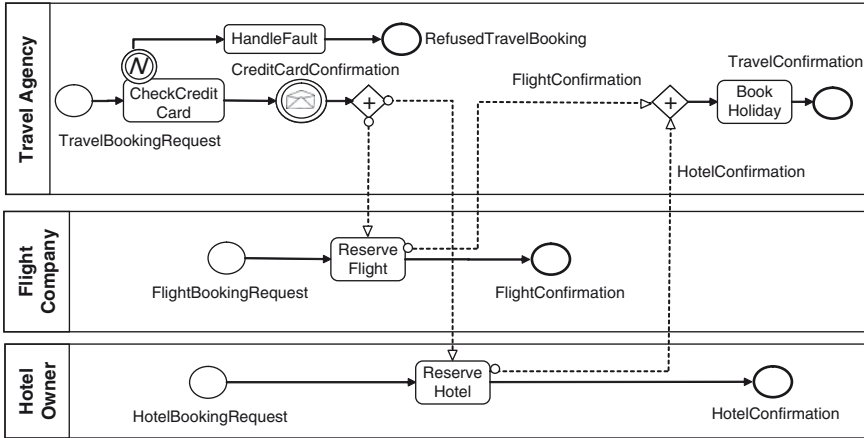 Travel Agency
HandleFault
RefusedTravelBooking
N
CreditCardConfirmation
CheckCredit
Card
TravelBookingRequest
FlightConfirmation
TravelConfirmation
Book
Holiday
HotelConfirmation
Flight
Company
Reserve
Flight
FlightBookingRequest
FlightConfirmation
Hotel
Owner
Reserve
Hotel
HotelBookingRequest
HotelConfirmation